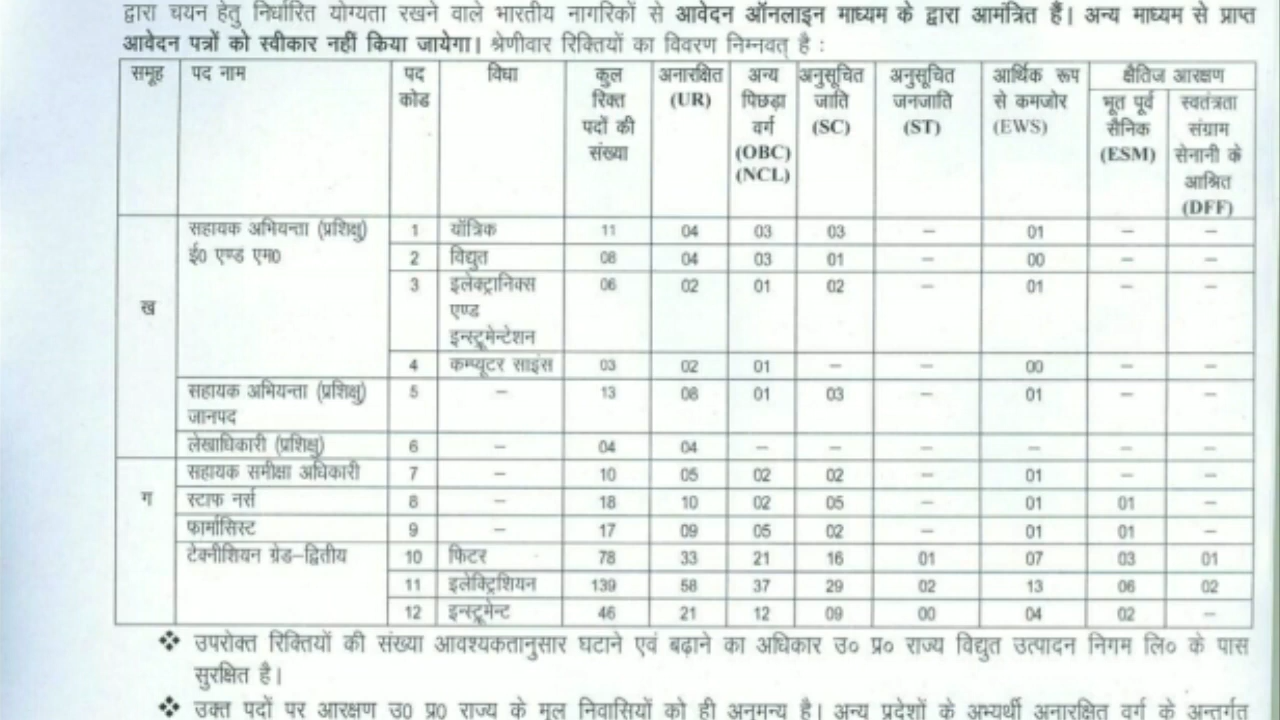 द्वारा चयन हेतु निर्धारित योग्यता रखने वाले भारतीय नागरिकों से आवेदन ऑनलाइन माध्यम के द्वारा आमंत्रित हैं। अन्य माध्यम से प्राप्त
आवेदन पत्रों को स्वीकार नहीं किया जायेगा। श्रेणीवार रिक्तियों का विवरण निम्नवत् है :
समूह पद नाम पद कोड विधा कुल रिक्त पदों की संख्या अनारक्षित (UR) अन्य पिछड़ा वर्ग (OBC) (NCL) अनुसूचित जाति (SC) अनुसूचित जनजाति (ST) आर्थिक रूप से कमजोर (EWS) क्षैतिज आरक्षण
भूत पूर्व सैनिक (ESM) स्वतंत्रता संग्राम सेनानी के आश्रित (DFF)
ख सहायक अभियन्ता (प्रशिक्षु) ई0 एण्ड एम0 1 यॉत्रिक 11 04 03 03 – 01 – –
2 विद्युत 08 04 03 01 – 00 – –
3 इलेक्ट्रानिक्स एण्ड इन्स्ट्रूमेन्टेशन 06 02 01 02 – 01 – –
4 कम्प्यूटर साइंस 03 02 01 – – 00 – –
सहायक अभियन्ता (प्रशिक्षु) जानपद 5 – 13 08 01 03 – 01 – –
लेखाधिकारी (प्रशिक्षु) 6 – 04 04 – – – – – –
ग सहायक समीक्षा अधिकारी 7 – 10 05 02 02 – 01 – –
स्टाफ नर्स 8 – 18 10 02 05 – 01 01 –
फार्मासिस्ट 9 – 17 09 05 02 – 01 01 –
टेक्नीशियन ग्रेड–द्वितीय 10 फिटर 78 33 21 16 01 07 03 01
11 इलेक्ट्रिशियन 139 58 37 29 02 13 06 02
12 इन्स्ट्रूमेन्ट 46 21 12 09 00 04 02 –
❖ उपरोक्त रिक्तियों की संख्या आवश्यकतानुसार घटाने एवं बढ़ाने का अधिकार उ० प्र० राज्य विद्युत उत्पादन निगम लि० के पास
सुरक्षित है।
❖ उक्त पदों पर आरक्षण उ0 प्र0 राज्य के मूल निवासियों को ही अनुमन्य है। अन्य प्रदेशों के अभ्यर्थी अनारक्षित वर्ग के अन्तर्गत